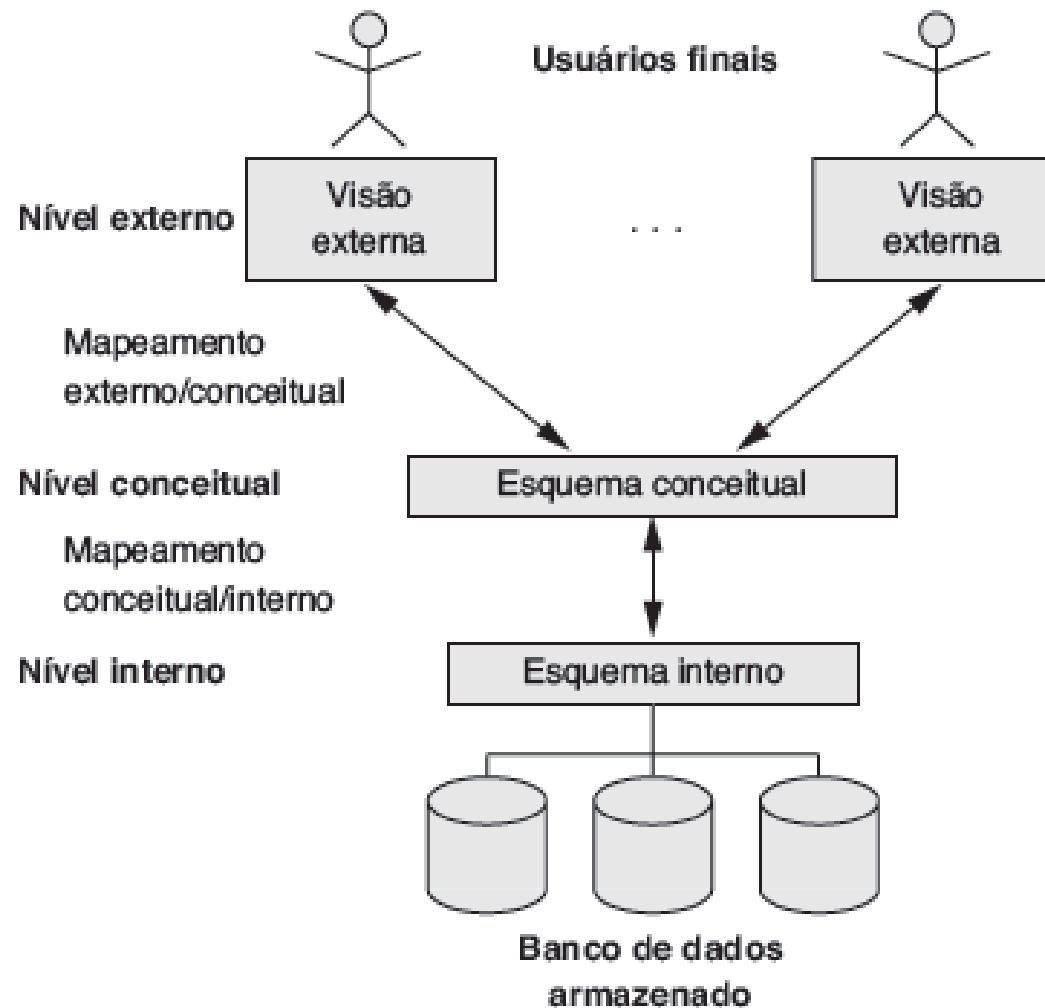 Usuários finais
Nível externo
Visão
externa
. . .
Visão
externa
Mapeamento
externo/conceitual
Nível conceitual
Esquema conceitual
Mapeamento
conceitual/interno
Nível interno
Esquema interno
Banco de dados
armazenado